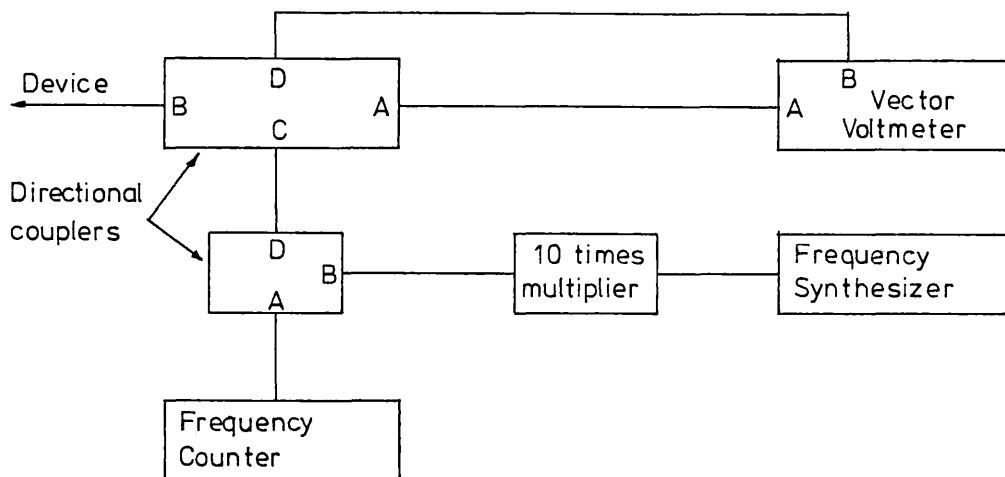 Device
D
B
A
C
B
A
Vector
Voltmeter
Directional
couplers
D
B
A
10 times
multiplier
Frequency
Synthesizer
Frequency
Counter